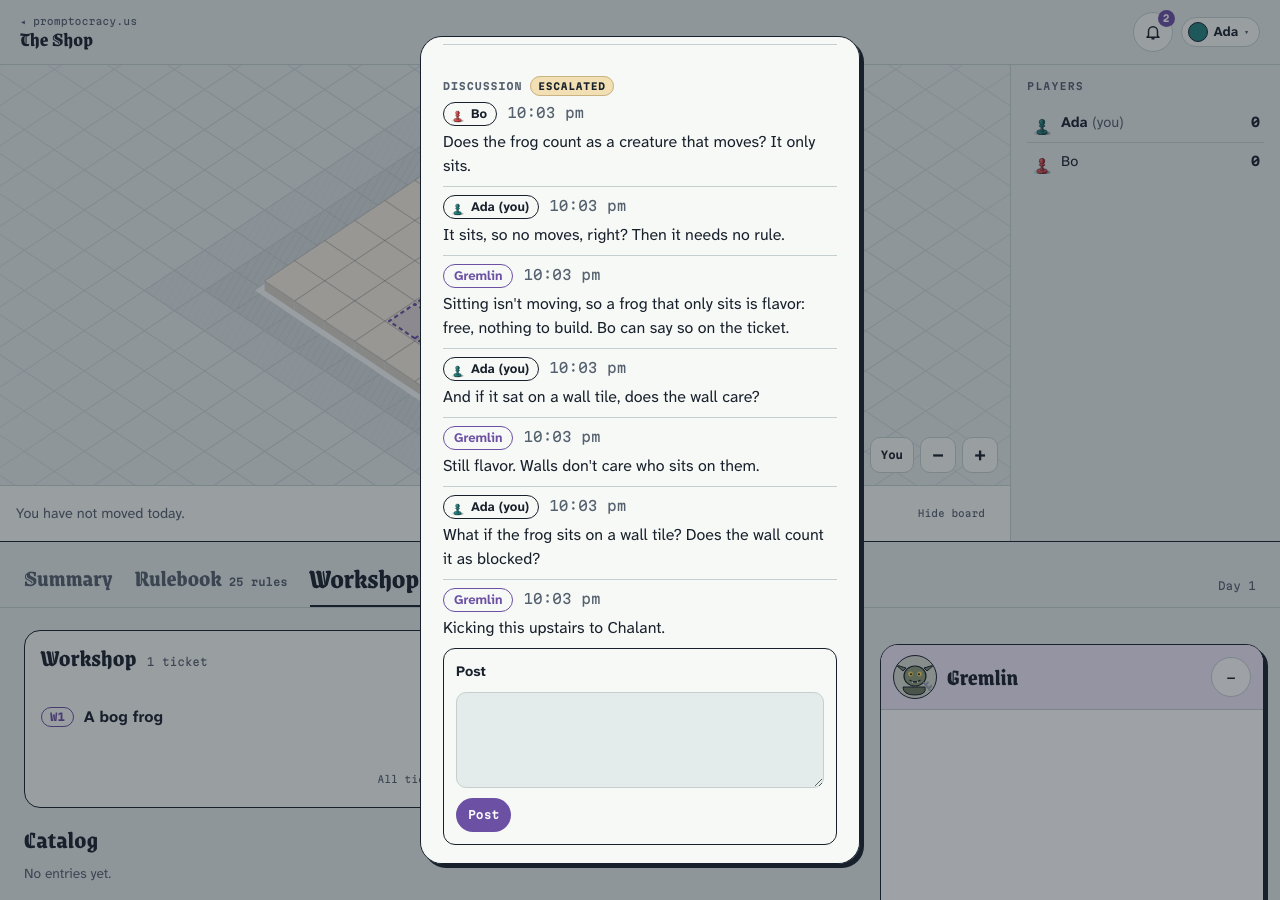 ◂ promptocracy.us
The Shop
2
Ada ▾
DISCUSSION ESCALATED
Bo 10:03 pm
Does the frog count as a creature that moves? It only
sits.
Ada (you) 10:03 pm
It sits, so no moves, right? Then it needs no rule.
Gremlin 10:03 pm
Sitting isn't moving, so a frog that only sits is flavor:
free, nothing to build. Bo can say so on the ticket.
Ada (you) 10:03 pm
And if it sat on a wall tile, does the wall care?
Gremlin 10:03 pm
Still flavor. Walls don't care who sits on them.
Ada (you) 10:03 pm
What if the frog sits on a wall tile? Does the wall count
it as blocked?
Gremlin 10:03 pm
Kicking this upstairs to Chalant.
Post
Post
PLAYERS
Ada (you) 0
Bo 0
You − +
You have not moved today.
Hide board
Summary Rulebook 25 rules Workshop
Day 1
Workshop 1 ticket
W1 A bog frog
All
Catalog
No entries yet.
Gremlin −